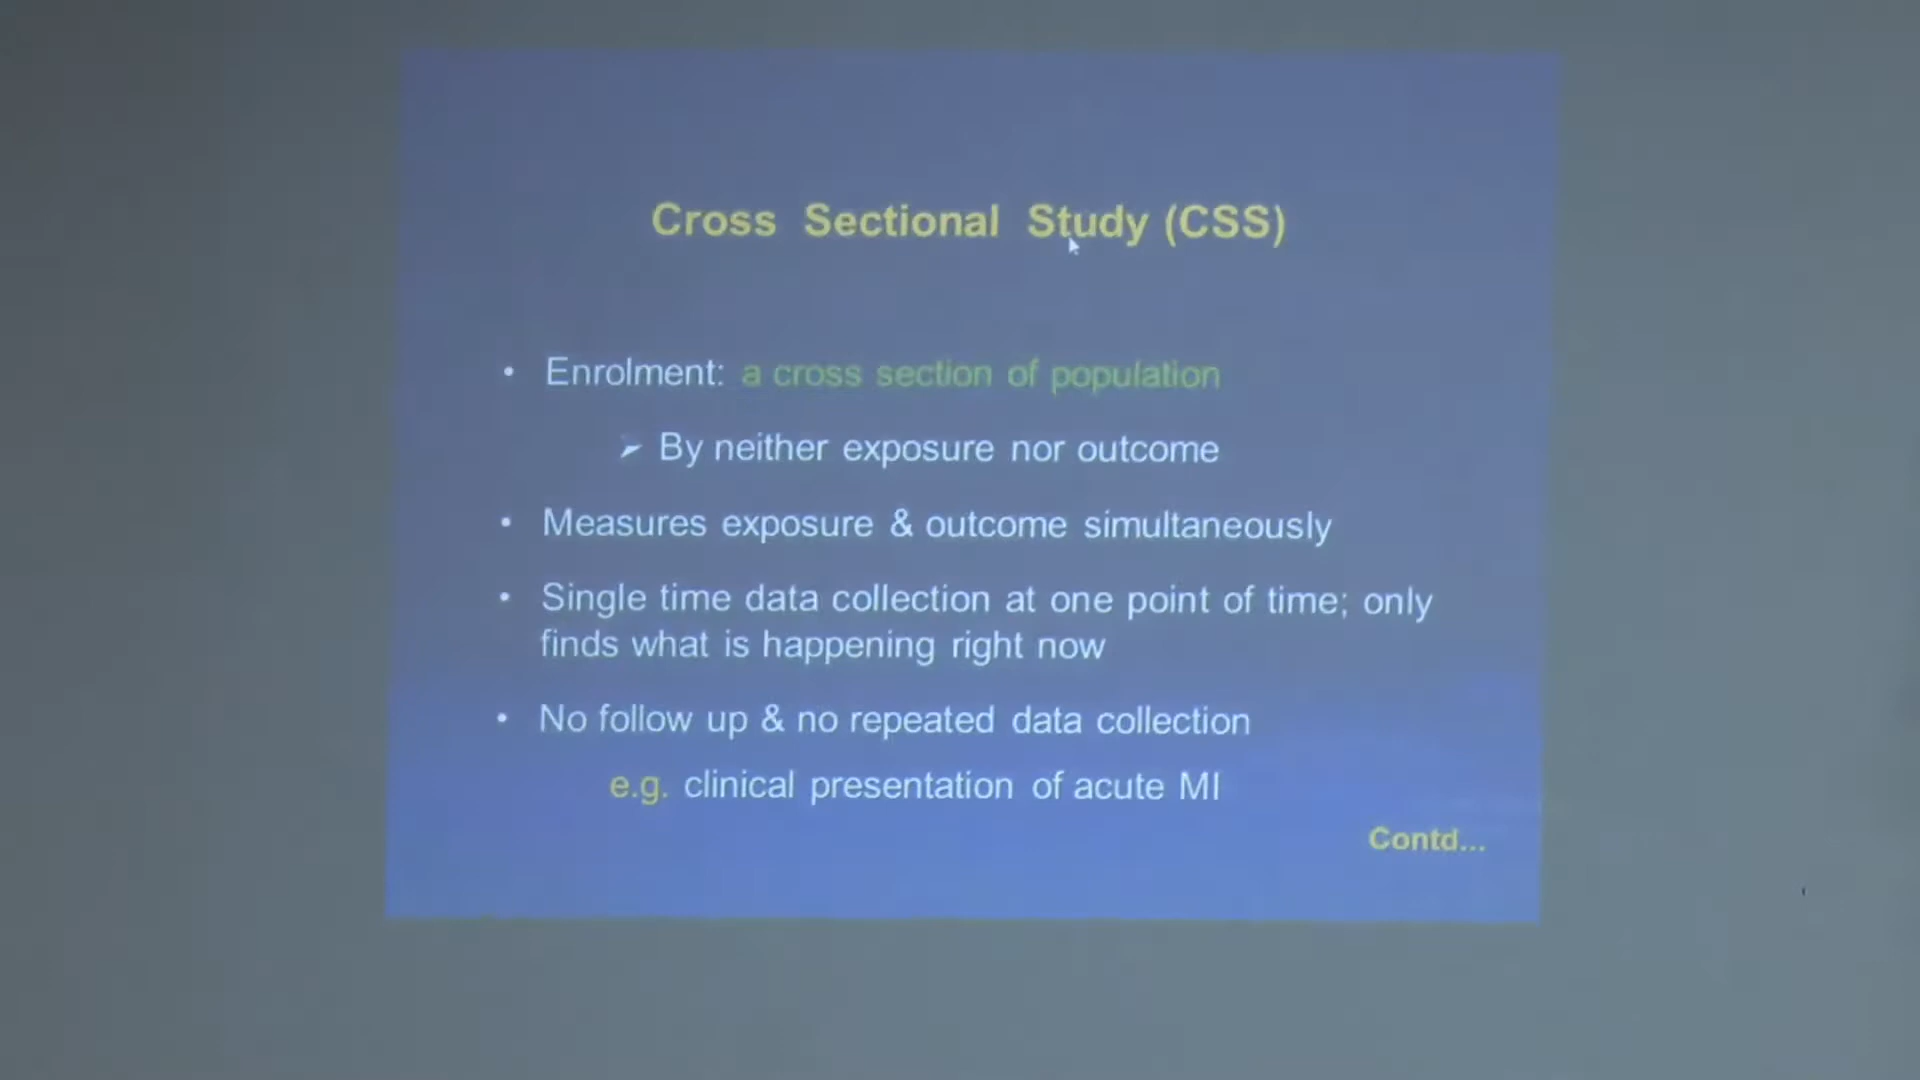 Cross Sectional Study (CSS)
• Enrolment: a cross section of population
➢ By neither exposure nor outcome
• Measures exposure & outcome simultaneously
• Single time data collection at one point of time; only
finds what is happening right now
• No follow up & no repeated data collection
e.g. clinical presentation of acute MI
Contd...